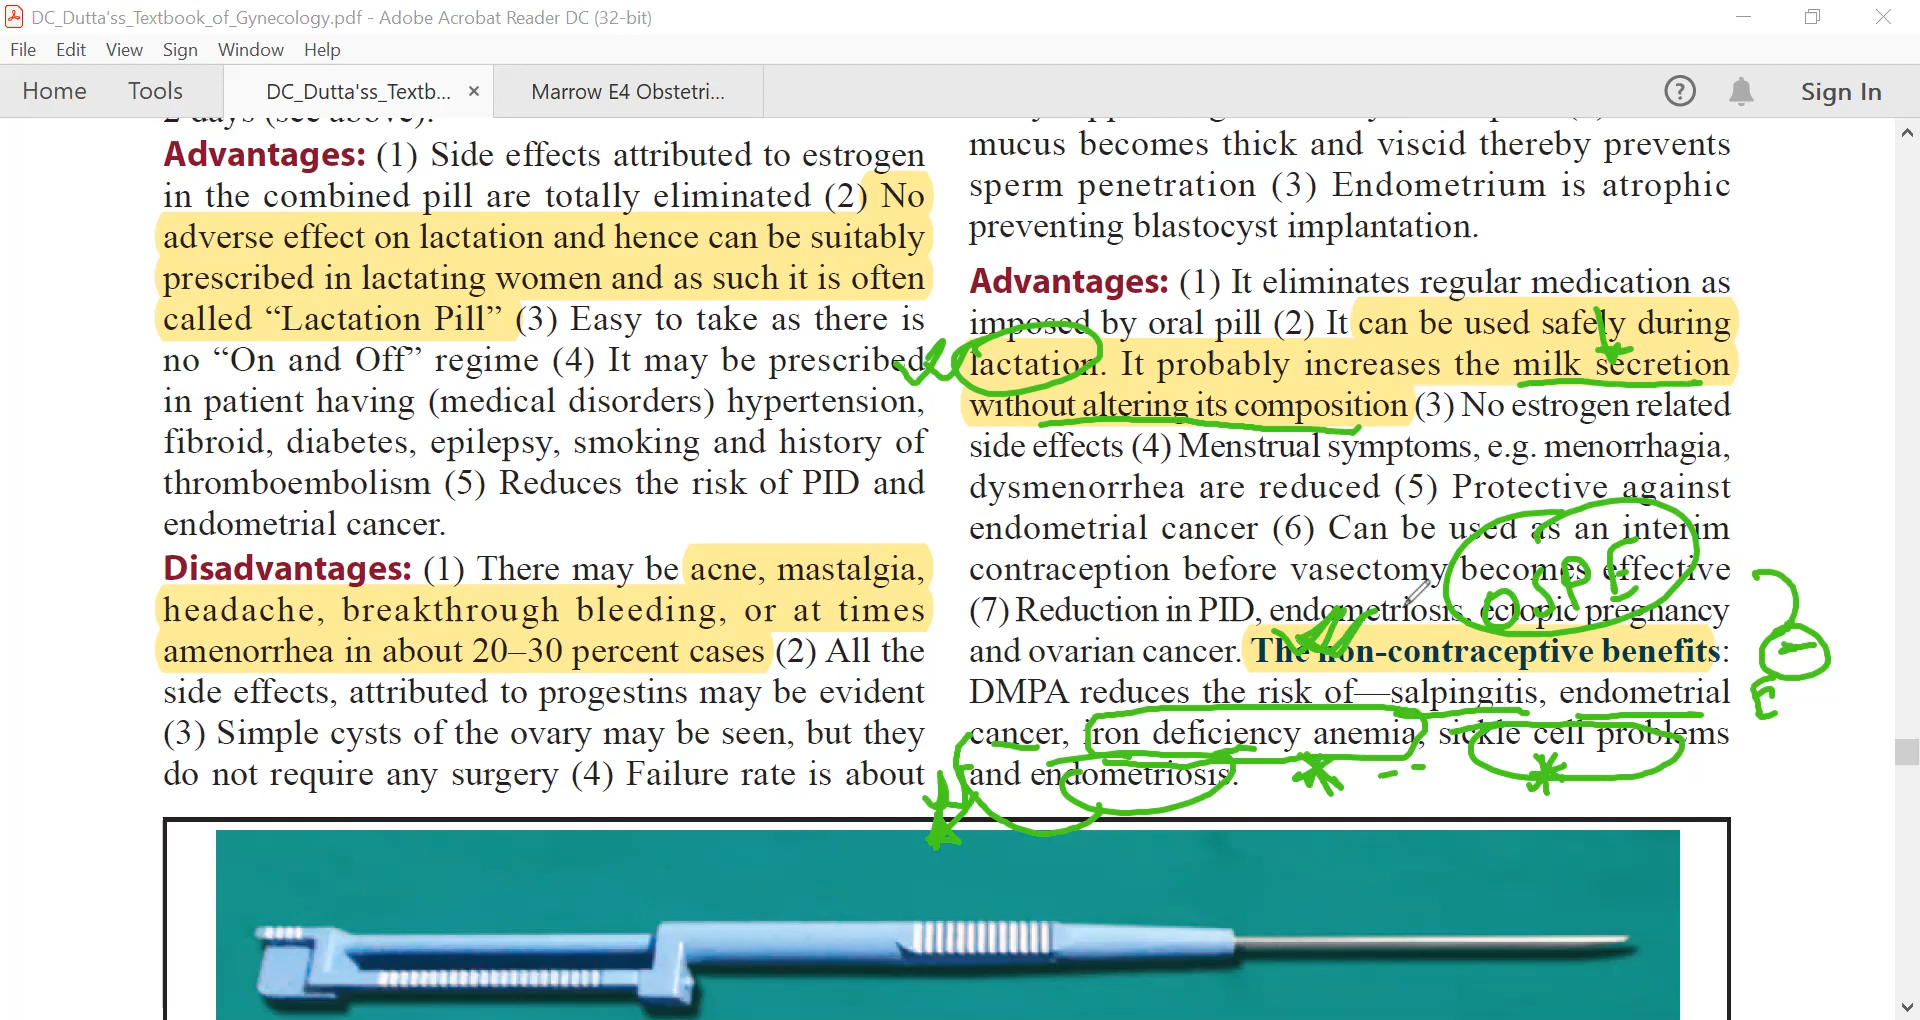 DC_Dutta'ss_Textbook_of_Gynecology.pdf - Adobe Acrobat Reader DC (32-bit)
File Edit View Sign Window Help
Home Tools DC_Dutta'ss_Textb... × Marrow E4 Obstetri... ? Sign In
2 days (see above).
Advantages: (1) Side effects attributed to estrogen
in the combined pill are totally eliminated (2) No
adverse effect on lactation and hence can be suitably
prescribed in lactating women and as such it is often
called “Lactation Pill” (3) Easy to take as there is
no “On and Off” regime (4) It may be prescribed
in patient having (medical disorders) hypertension,
fibroid, diabetes, epilepsy, smoking and history of
thromboembolism (5) Reduces the risk of PID and
endometrial cancer.
Disadvantages: (1) There may be acne, mastalgia,
headache, breakthrough bleeding, or at times
amenorrhea in about 20–30 percent cases (2) All the
side effects, attributed to progestins may be evident
(3) Simple cysts of the ovary may be seen, but they
do not require any surgery (4) Failure rate is about
mucus becomes thick and viscid thereby prevents
sperm penetration (3) Endometrium is atrophic
preventing blastocyst implantation.
Advantages: (1) It eliminates regular medication as
imposed by oral pill (2) It can be used safely during
lactation. It probably increases the milk secretion
without altering its composition (3) No estrogen related
side effects (4) Menstrual symptoms, e.g. menorrhagia,
dysmenorrhea are reduced (5) Protective against
endometrial cancer (6) Can be used as an interim
contraception before vasectomy becomes effective
(7) Reduction in PID, endometriosis, ectopic pregnancy
and ovarian cancer. The non-contraceptive benefits:
DMPA reduces the risk of—salpingitis, endometrial
cancer, iron deficiency anemia, sickle cell problems
and endometriosis.
OSPE
E